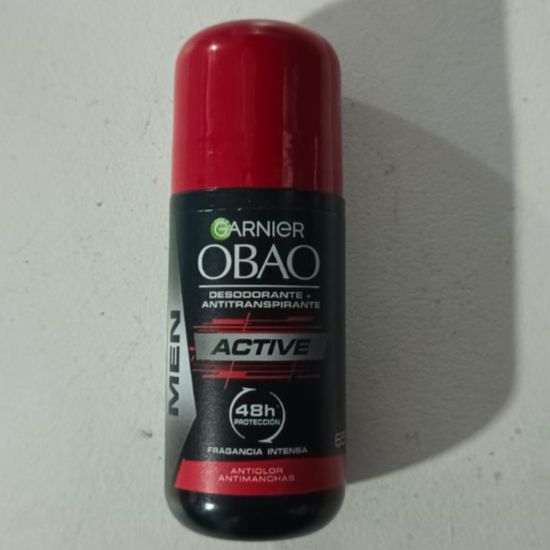 GARNIER
OBAO
DESODORANTE +
ANTITRANSPIRANTE
MEN
ACTIVE
48h
PROTECCIÓN
FRAGANCIA INTENSA
ANTIOLOR
ANTIMANCHAS